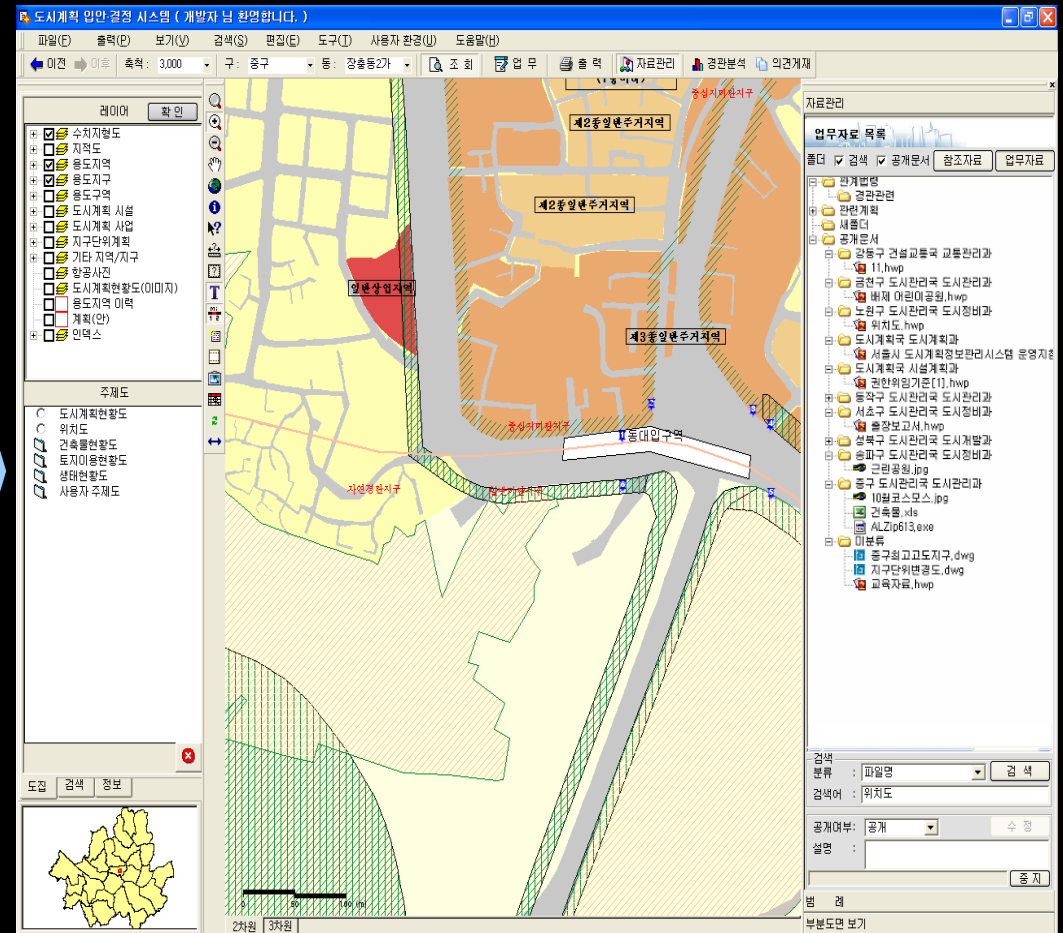 도시계획 입안·결정 시스템 ( 개발자 님 환영합니다. )
파일(F) 출력(P) 보기(V) 검색(S) 편집(E) 도구(T) 사용자 환경(U) 도움말(H)
이전 이후 축척: 3,000 구: 중구 동: 장충동2가 조 회 업 무 출 력 자료관리 경관분석 의견게재
레이어 확 인
수치지형도
지적도
용도지역
용도지구
용도구역
도시계획 시설
도시계획 사업
지구단위계획
기타 지역/지구
항공사진
도시계획현황도(이미지)
용도지역 이력
계획(안)
인덱스
주제도
도시계획현황도
위치도
건축물현황도
토지이용현황도
생태현황도
사용자 주제도
도집 검색 정보
중심지미관지구
제2종일반주거지역
제2종일반주거지역
일반상업지역
제3종일반주거지역
중심지미관지구
동대입구역
자연경관지구
0 50 100 (m)
2차원 3차원
자료관리
업무자료 목록
폴더 검색 공개문서 참조자료 업무자료
관계법령
경관관련
관련계획
새폴더
공개문서
강동구 건설교통국 교통관리과
11.hwp
금천구 도시관리국 도시정비과
배제 어린이공원.hwp
노원구 도시관리국 도시정비과
위치도.hwp
도시계획국 도시계획과
서울시 도시계획정보관리시스템 운영지침
도시계획국 시설계획과
권한위임기준[1].hwp
동작구 도시관리국 도시정비과
서초구 도시관리국 도시정비과
출장보고서.hwp
성북구 도시관리국 도시개발과
송파구 도시관리국 도시정비과
근린공원.jpg
중구 도시관리국 도시관리과
10월코스모스.jpg
건축물.xls
ALZip613.exe
미분류
중구최고고도지구.dwg
지구단위변경도.dwg
교육자료.hwp
검색
분류 : 파일명 검 색
검색어 : 위치도
공개여부: 공개 수 정
설명 :
중 지
범 례
부분도면 보기